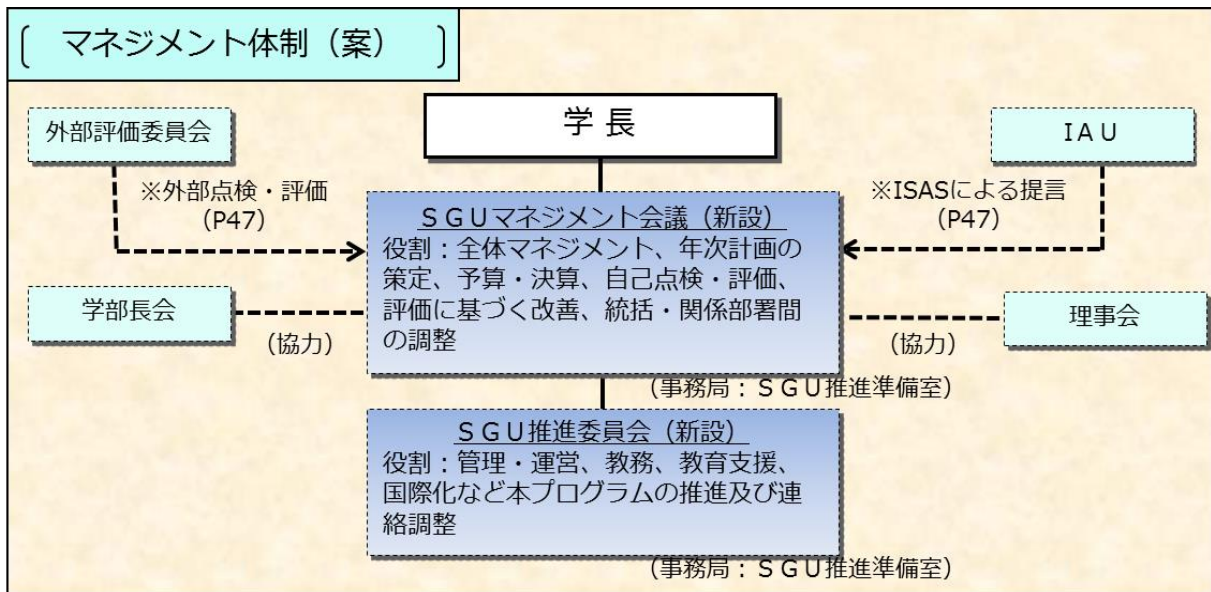 〔 マネジメント体制（案） 〕
学 長
外部評価委員会
ＩＡＵ
※外部点検・評価
(P47)
※ISASによる提言
(P47)
ＳＧＵマネジメント会議（新設）
役割：全体マネジメント、年次計画の
策定、予算・決算、自己点検・評価、
評価に基づく改善、統括・関係部署間
の調整
学部長会
(協力)
理事会
(協力)
(事務局：ＳＧＵ推進準備室)
ＳＧＵ推進委員会（新設）
役割：管理・運営、教務、教育支援、
国際化など本プログラムの推進及び連
絡調整
(事務局：ＳＧＵ推進準備室)